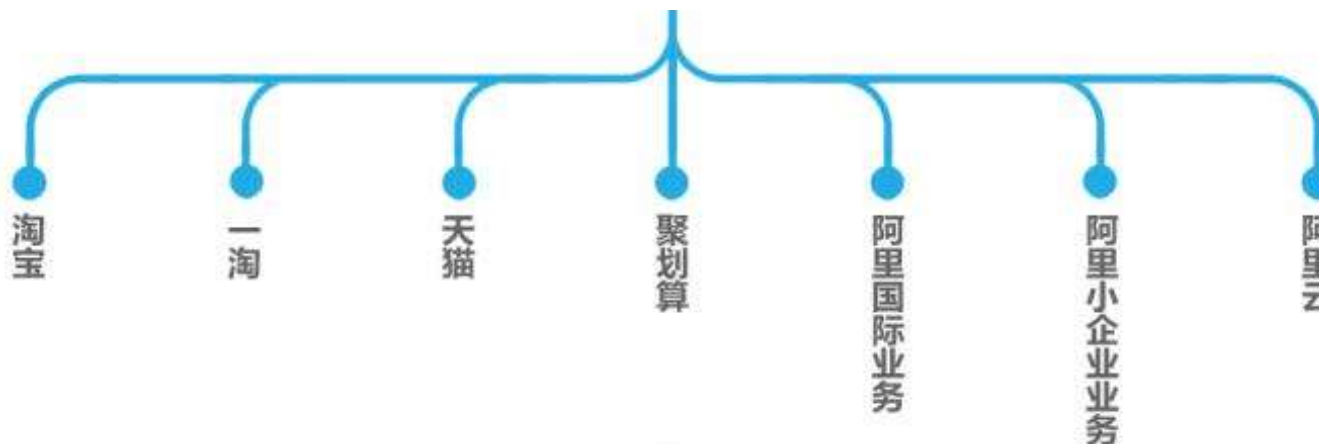 淘宝
一淘
天猫
聚划算
阿里国际业务
阿里小企业业务
阿里云